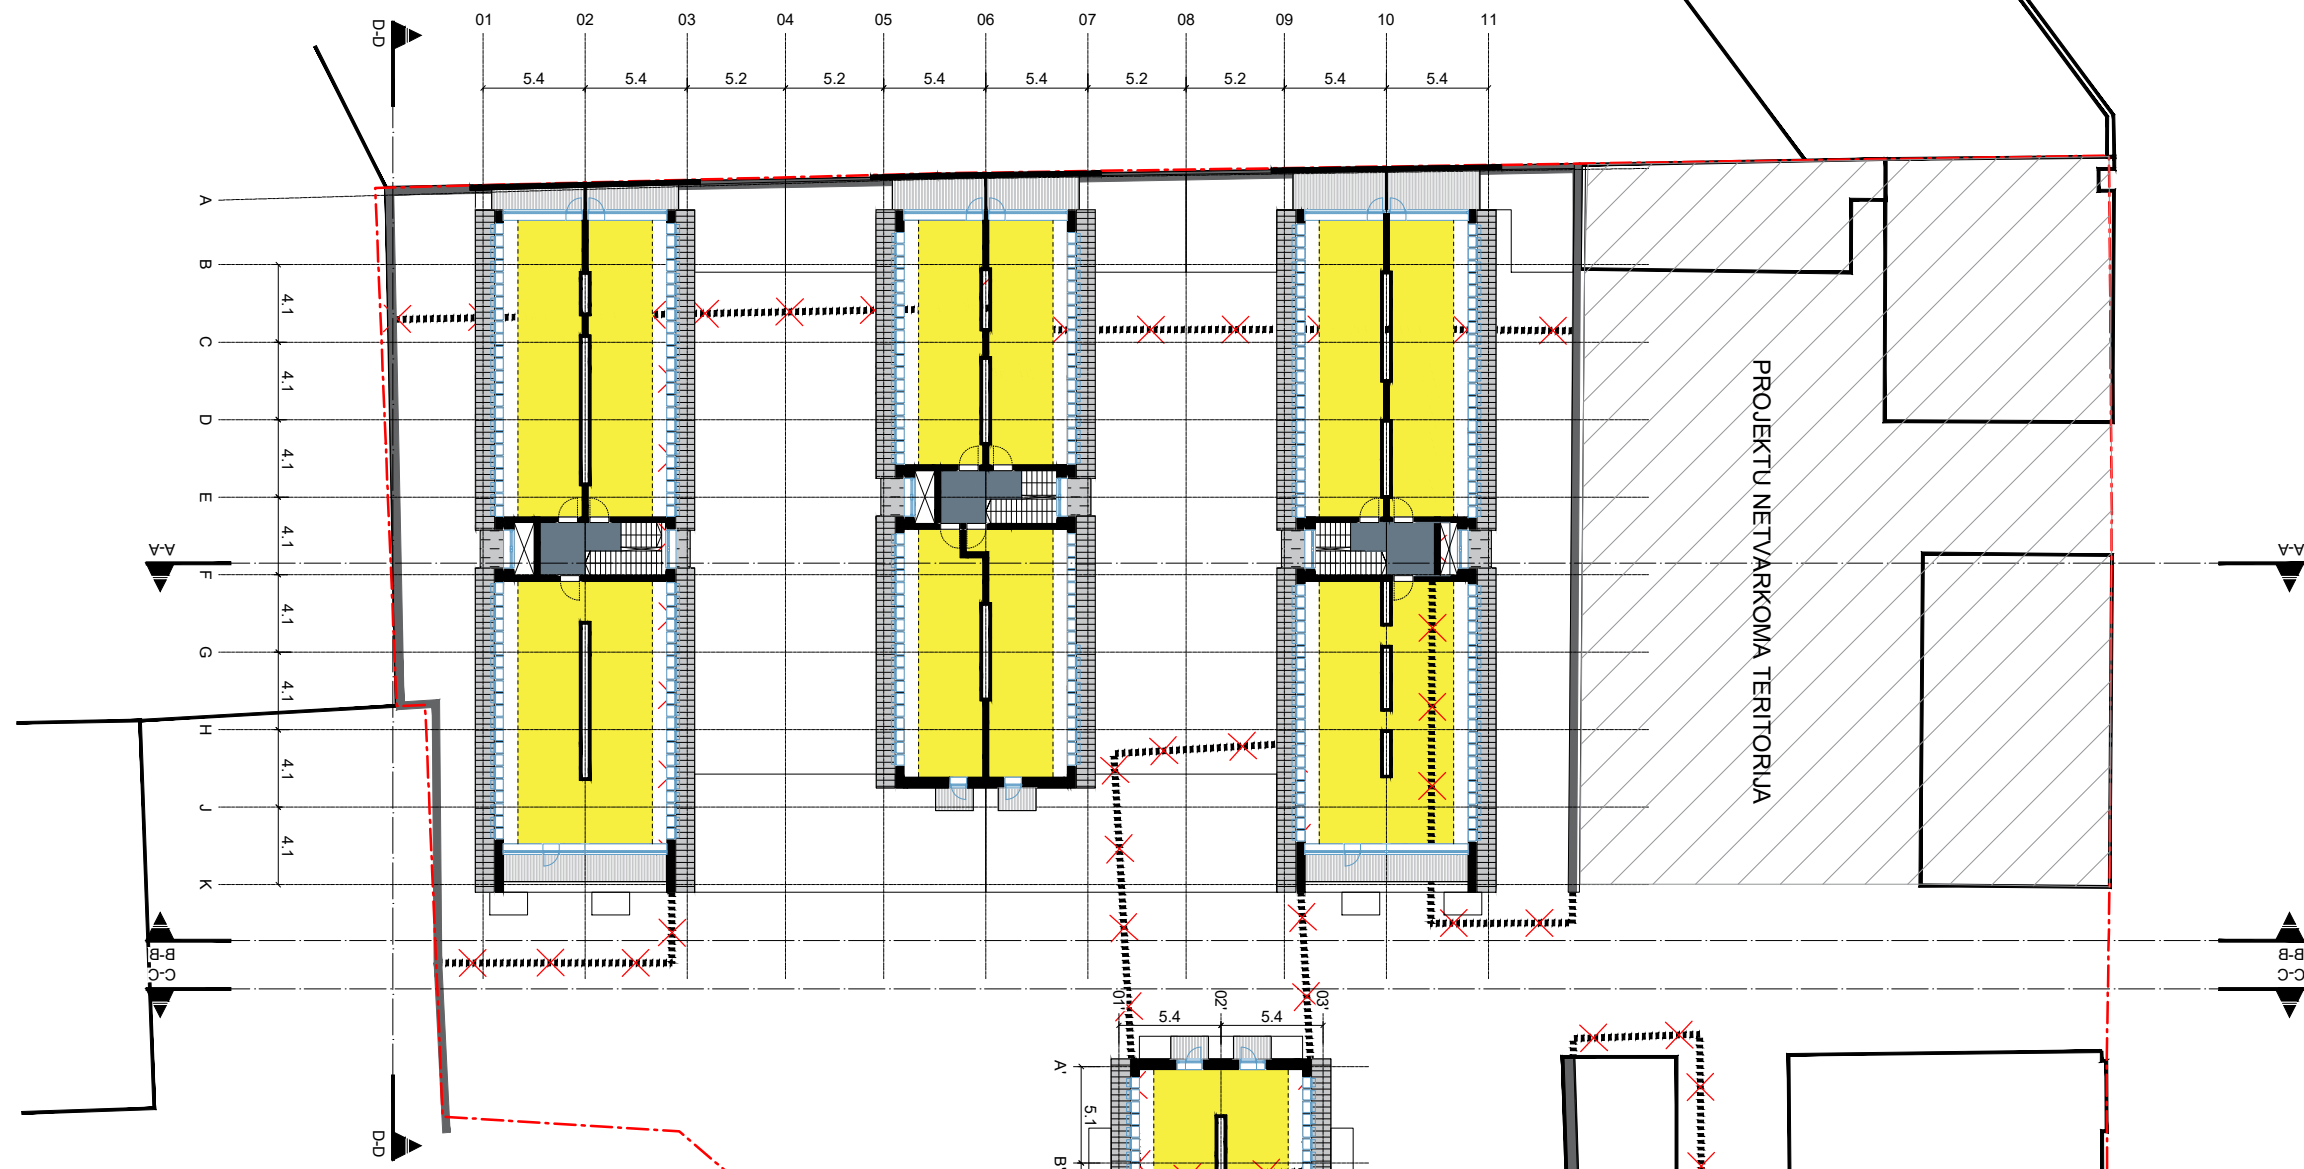 D-D
01 02 03 04 05 06 07 08 09 10 11
5.4 5.4 5.2 5.2 5.4 5.4 5.2 5.2 5.4 5.4
A
B
4.1
C
4.1
D
4.1
E
4.1
A-A
A-A
F
4.1
G
4.1
H
4.1
J
4.1
K
PROJEKTU NETVARKOMA TERITORIJA
B-B
B-B
C-C
C-C
01' 02' 03'
5.4 5.4
A'
5.1
B'
D-D